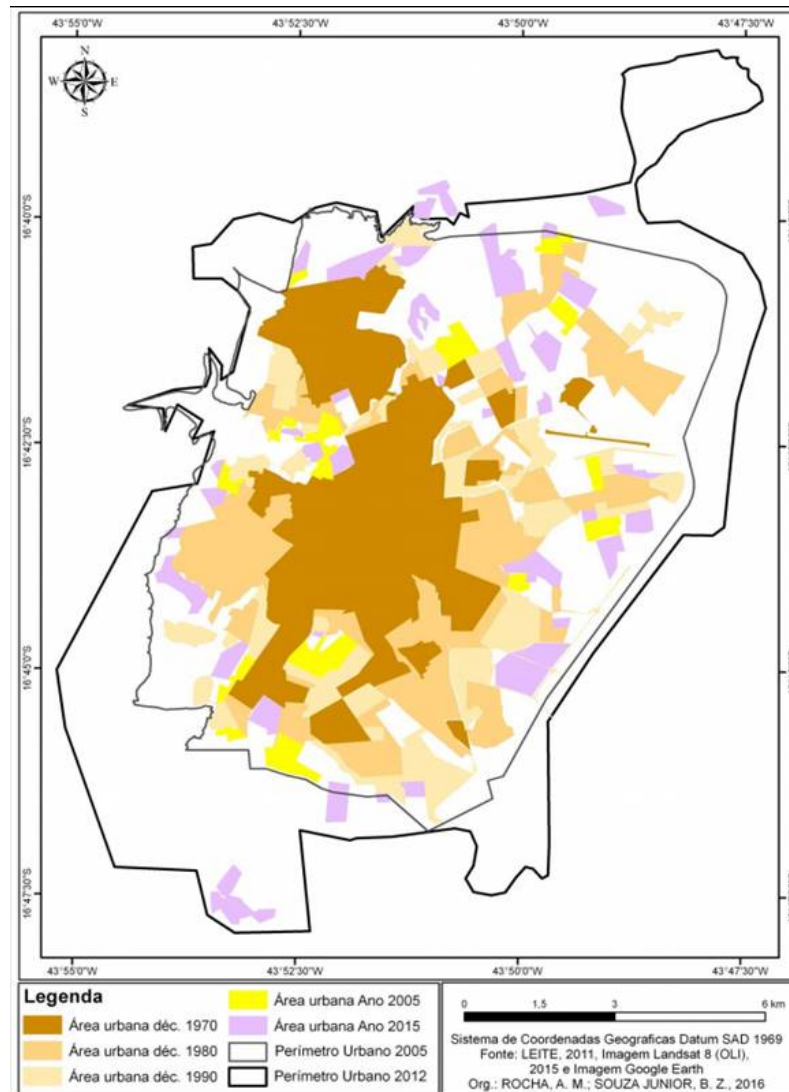 43°55'0"W 43°52'30"W 43°50'0"W 43°47'30"W
N
W E
S
16°40'0"S
16°42'30"S
16°45'0"S
16°47'30"S
43°55'0"W 43°52'30"W 43°50'0"W 43°47'30"W
Legenda
Área urbana déc. 1970
Área urbana déc. 1980
Área urbana déc. 1990
Área urbana Ano 2005
Área urbana Ano 2015
Perímetro Urbano 2005
Perímetro Urbano 2012
0 1,5 3 6 km
Sistema de Coordenadas Geograficas Datum SAD 1969
Fonte: LEITE, 2011, Imagem Landsat 8 (OLI),
2015 e Imagem Google Earth
Org.: ROCHA, A. M.; SOUZA JUNIOR, B. Z., 2016